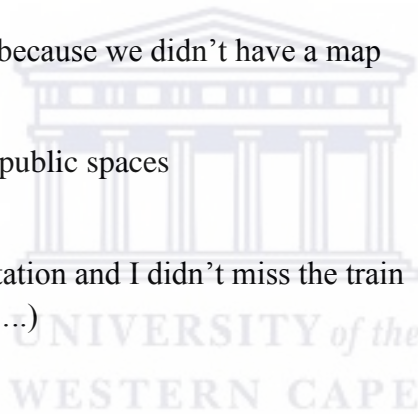 because we didn’t have a map
public spaces
tation and I didn’t miss the train
...)
UNIVERSITY of the
WESTERN CAPE